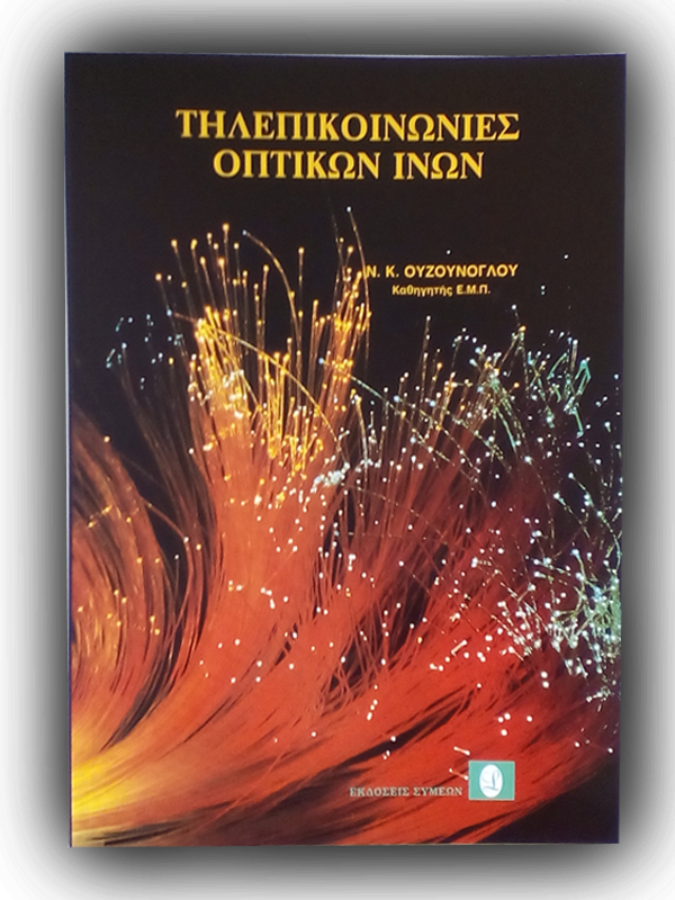 ΤΗΛΕΠΙΚΟΙΝΩΝΙΕΣ
ΟΠΤΙΚΩΝ ΙΝΩΝ
Ν. Κ. ΟΥΖΟΥΝΟΓΛΟΥ
Καθηγητής Ε.Μ.Π.
ΕΚΔΟΣΕΙΣ ΣΥΜΕΩΝ